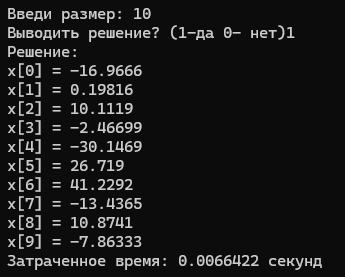 Введи размер: 10
Выводить решение? (1-да 0- нет)1
Решение:
x[0] = -16.9666
x[1] = 0.19816
x[2] = 10.1119
x[3] = -2.46699
x[4] = -30.1469
x[5] = 26.719
x[6] = 41.2292
x[7] = -13.4365
x[8] = 10.8741
x[9] = -7.86333
Затраченное время: 0.0066422 секунд